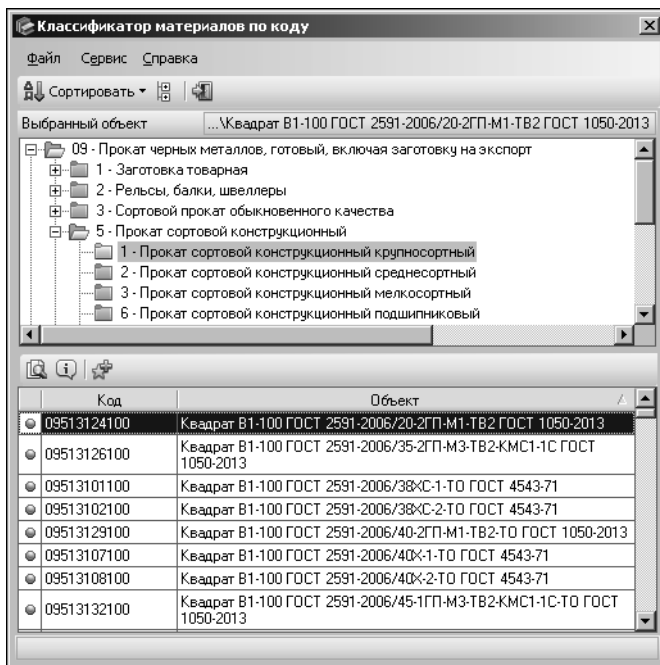 Классификатор материалов по коду
Файл Сервис Справка
Сортировать
Выбранный объект ...\Квадрат В1-100 ГОСТ 2591-2006/20-2ГП-М1-ТВ2 ГОСТ 1050-2013
09 - Прокат черных металлов, готовый, включая заготовку на экспорт
1 - Заготовка товарная
2 - Рельсы, балки, швеллеры
3 - Сортовой прокат обыкновенного качества
5 - Прокат сортовой конструкционный
1 - Прокат сортовой конструкционный крупносортный
2 - Прокат сортовой конструкционный среднесортный
3 - Прокат сортовой конструкционный мелкосортный
6 - Прокат сортовой конструкционный подшипниковый
Код Объект
09513124100 Квадрат В1-100 ГОСТ 2591-2006/20-2ГП-М1-ТВ2 ГОСТ 1050-2013
09513126100 Квадрат В1-100 ГОСТ 2591-2006/35-2ГП-М3-ТВ2-КМС1-1С ГОСТ
1050-2013
09513101100 Квадрат В1-100 ГОСТ 2591-2006/38ХС-1-ТО ГОСТ 4543-71
09513102100 Квадрат В1-100 ГОСТ 2591-2006/38ХС-2-ТО ГОСТ 4543-71
09513129100 Квадрат В1-100 ГОСТ 2591-2006/40-2ГП-М1-ТВ2-ТО ГОСТ 1050-2013
09513107100 Квадрат В1-100 ГОСТ 2591-2006/40Х-1-ТО ГОСТ 4543-71
09513108100 Квадрат В1-100 ГОСТ 2591-2006/40Х-2-ТО ГОСТ 4543-71
09513132100 Квадрат В1-100 ГОСТ 2591-2006/45-1ГП-М3-ТВ2-КМС1-1С-ТО ГОСТ
1050-2013